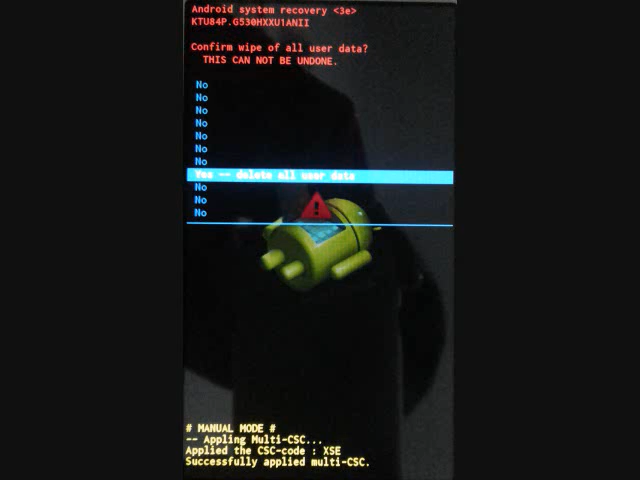 Android system recovery <3e>
KTU84P.G530HXXU1ANII
Confirm wipe of all user data?
THIS CAN NOT BE UNDONE.
No
No
No
No
No
No
No
Yes -- delete all user data
No
No
No
# MANUAL MODE #
-- Appling Multi-CSC...
Applied the CSC-code : XSE
Successfully applied multi-CSC.